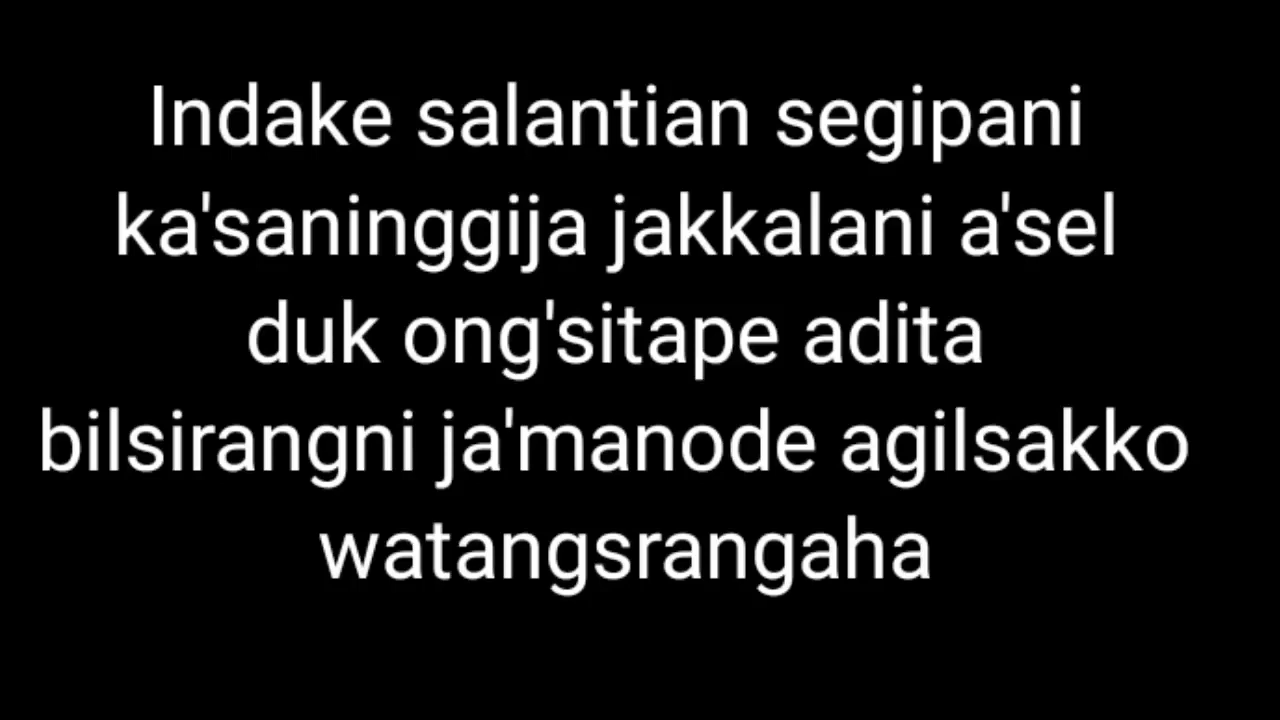 Indake salantian segipani
ka'saninggija jakkalani a'sel
duk ong'sitape adita
bilsirangni ja'manode agilsakko
watangsrangaha